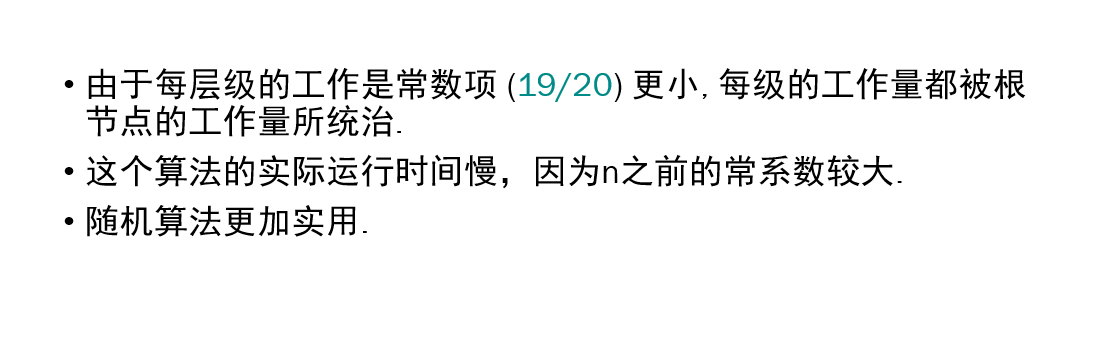 • 由于每层级的工作是常数项 (19/20) 更小, 每级的工作量都被根
节点的工作量所统治.
• 这个算法的实际运行时间慢，因为n之前的常系数较大.
• 随机算法更加实用.